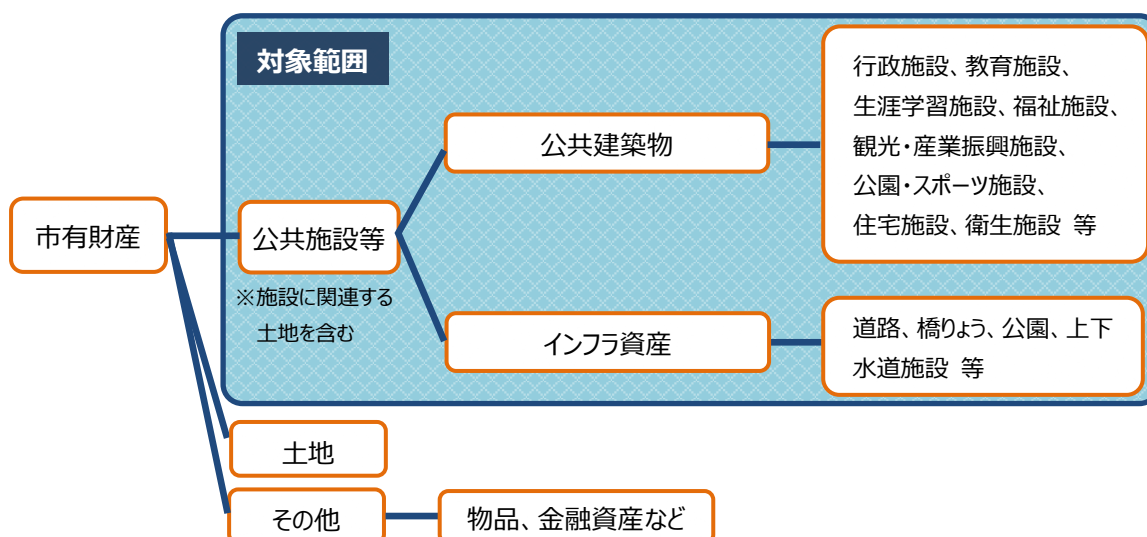 対象範囲
市有財産
公共施設等
※施設に関連する
土地を含む
公共建築物
行政施設、教育施設、
生涯学習施設、福祉施設、
観光・産業振興施設、
公園・スポーツ施設、
住宅施設、衛生施設 等
インフラ資産
道路、橋りょう、公園、上下
水道施設 等
土地
その他
物品、金融資産など